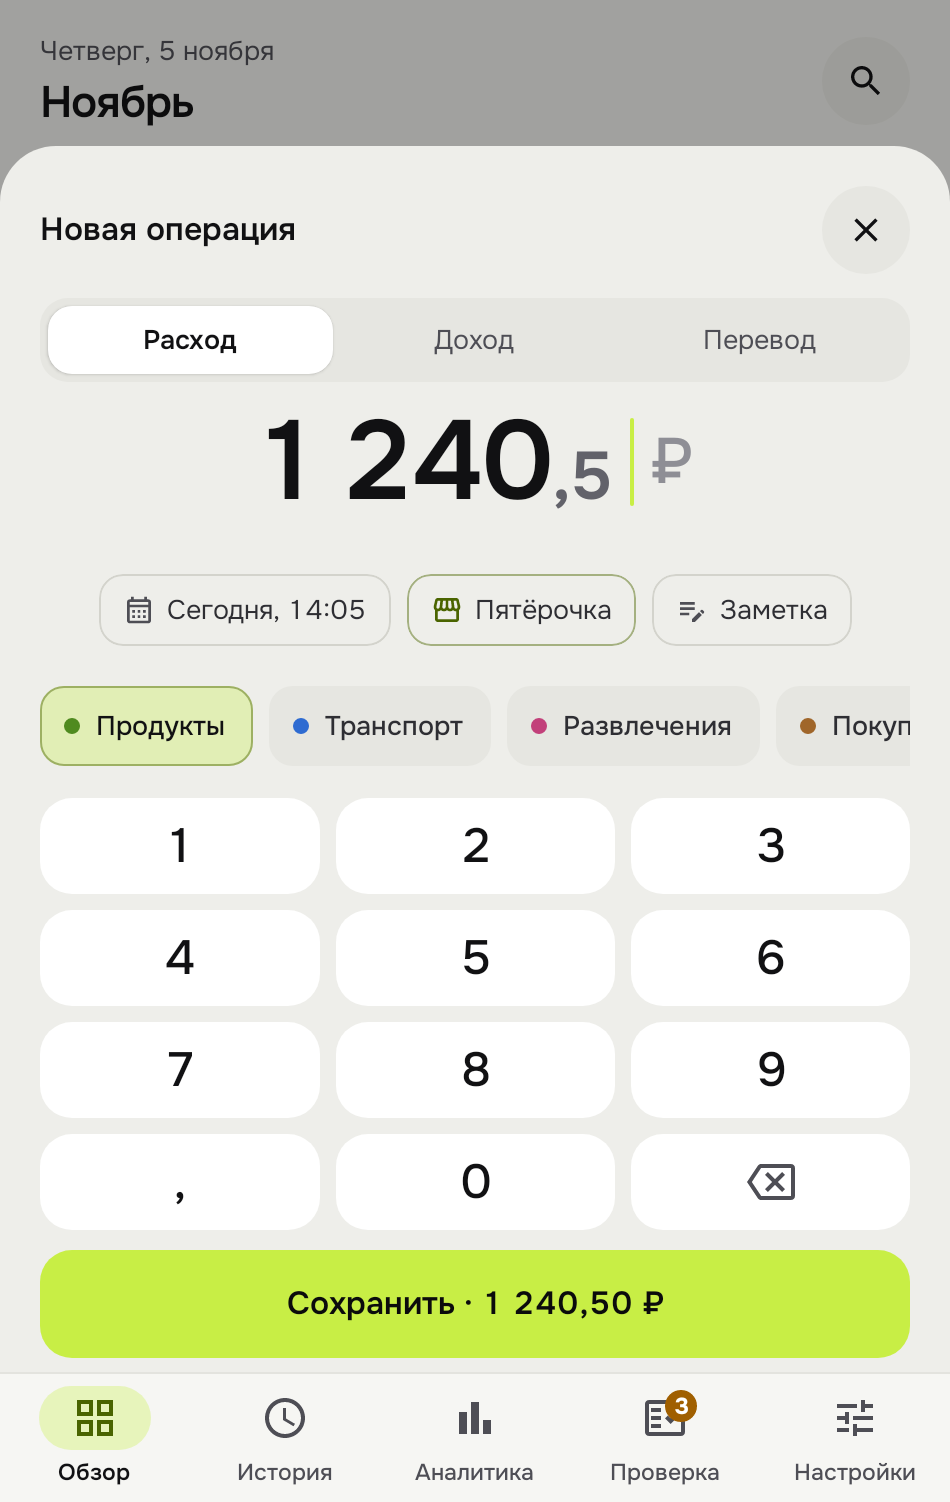 Четверг, 5 ноября
Ноябрь
Новая операция
Расход Доход Перевод
1 240,5 ₽
Сегодня, 14:05 Пятёрочка Заметка
Продукты Транспорт Развлечения Покуп
1 2 3
4 5 6
7 8 9
, 0
Сохранить · 1 240,50 ₽
3
Обзор История Аналитика Проверка Настройки